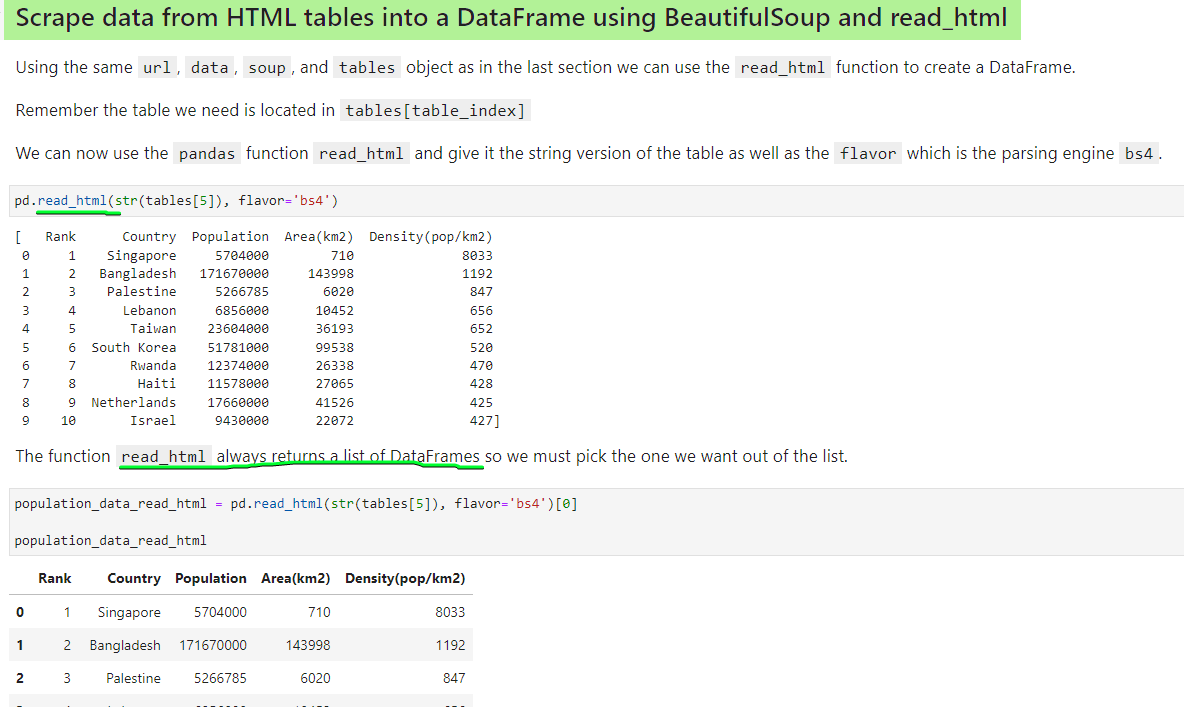 Scrape data from HTML tables into a DataFrame using BeautifulSoup and read_html
Using the same url, data, soup, and tables object as in the last section we can use the read_html function to create a DataFrame.
Remember the table we need is located in tables[table_index]
We can now use the pandas function read_html and give it the string version of the table as well as the flavor which is the parsing engine bs4.
pd.read_html(str(tables[5]), flavor='bs4')
[ Rank Country Population Area(km2) Density(pop/km2)
0 1 Singapore 5704000 710 8033
1 2 Bangladesh 171670000 143998 1192
2 3 Palestine 5266785 6020 847
3 4 Lebanon 6856000 10452 656
4 5 Taiwan 23604000 36193 652
5 6 South Korea 51781000 99538 520
6 7 Rwanda 12374000 26338 470
7 8 Haiti 11578000 27065 428
8 9 Netherlands 17660000 41526 425
9 10 Israel 9430000 22072 427]
The function read_html always returns a list of DataFrames so we must pick the one we want out of the list.
population_data_read_html = pd.read_html(str(tables[5]), flavor='bs4')[0]
population_data_read_html
Rank Country Population Area(km2) Density(pop/km2)
0 1 Singapore 5704000 710 8033
1 2 Bangladesh 171670000 143998 1192
2 3 Palestine 5266785 6020 847